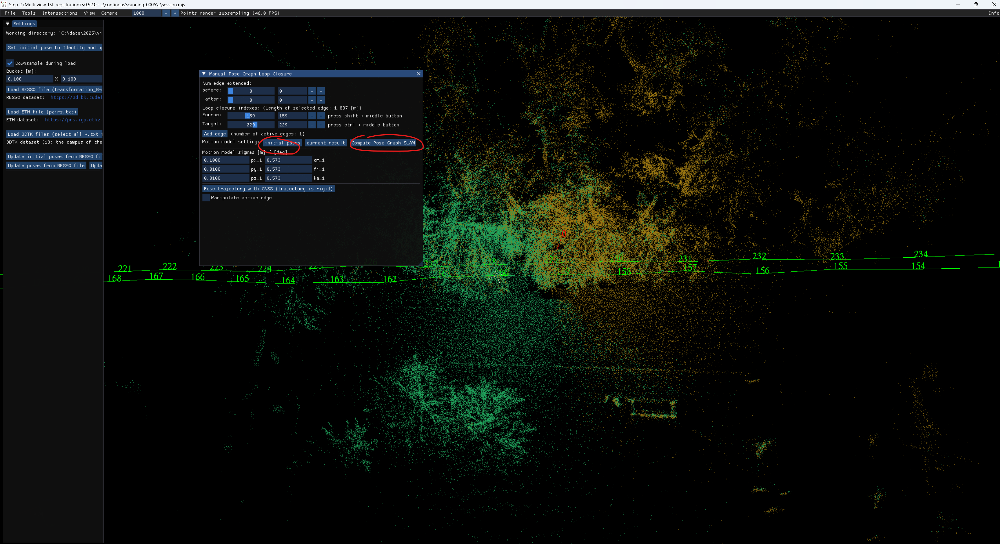 Step 2 (Multi view TSL registration) v0.92.0 - ..\continousScanning_0005\..\session.mjs
File Tools Intersections View Camera 1000 - + Points render subsampling (46.0 FPS) Info
Settings
Working directory: 'C:\data\2025\vi
Set initial pose to Identity and up
Downsample during load
Bucket [m]:
0.100 X 0.100
Load RESSO file (transformation_Gro
RESSO dataset: https://3d.bk.tudel
Load ETH file (pairs.txt)
ETH dataset: https://prs.igp.ethz.
Load 3DTK files (select all *.txt f
3DTK dataset (18: the campus of the
Update initial poses from RESSO fil
Update poses from RESSO file Upda
Manual Pose Graph Loop Closure
Num edge extended:
before: 0 0 - +
after: 0 0 - +
Loop closure indexes: (Length of selected edge: 1.807 [m])
Source: 159 159 - + press shift + middle button
Target: 229 229 - + press ctrl + middle button
Add edge (number of active edges: 1)
Motion model setting: initial poses current result Compute Pose Graph SLAM
Motion model sigmas [m] / [deg]:
0.1000 px_1 0.573 om_1
0.0100 py_1 0.573 fi_1
0.0100 pz_1 0.573 ka_1
Fuse trajectory with GNSS (trajectory is rigid)
Manipulate active edge
0
221 222 223 224 225 226 227 230 231 232 233 234
168 167 166 165 164 163 162 161 158 157 156 155 154